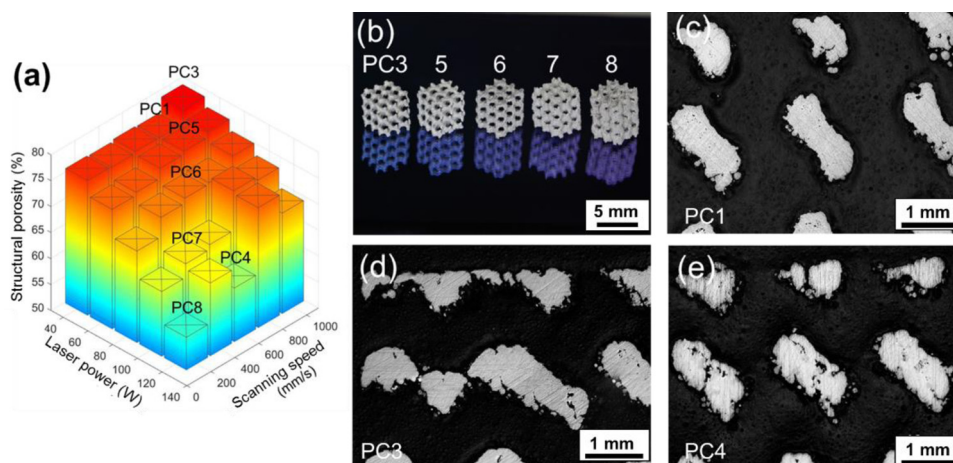 (a)
PC3
PC1
PC5
PC6
PC7
PC4
PC8
Structural porosity (%)
80
75
70
65
60
55
50
40
60
80
100
120
140
Laser power (W)
0
200
400
600
800
1000
Scanning speed
(mm/s)
(b)
PC3 5 6 7 8
5 mm
(c)
PC1
1 mm
(d)
PC3
1 mm
(e)
PC4
1 mm